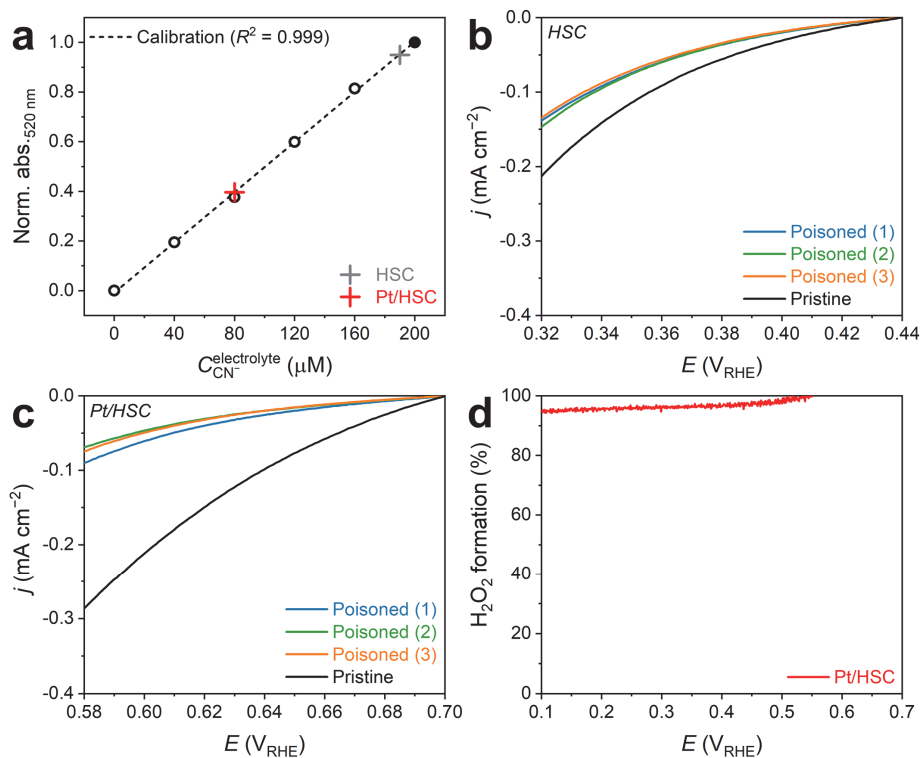 a
Calibration (R² = 0.999)
Norm. abs.520 nm
1.0
0.8
0.6
0.4
0.2
0.0
HSC
Pt/HSC
0 40 80 120 160 200
C electrolyte CN⁻ (μM)
b
HSC
j (mA cm⁻²)
0.0
-0.1
-0.2
-0.3
-0.4
Poisoned (1)
Poisoned (2)
Poisoned (3)
Pristine
0.32 0.34 0.36 0.38 0.40 0.42 0.44
E (VRHE)
c
Pt/HSC
j (mA cm⁻²)
0.0
-0.1
-0.2
-0.3
-0.4
Poisoned (1)
Poisoned (2)
Poisoned (3)
Pristine
0.58 0.60 0.62 0.64 0.66 0.68 0.70
E (VRHE)
d
H₂O₂ formation (%)
100
80
60
40
20
0
Pt/HSC
0.1 0.2 0.3 0.4 0.5 0.6 0.7
E (VRHE)